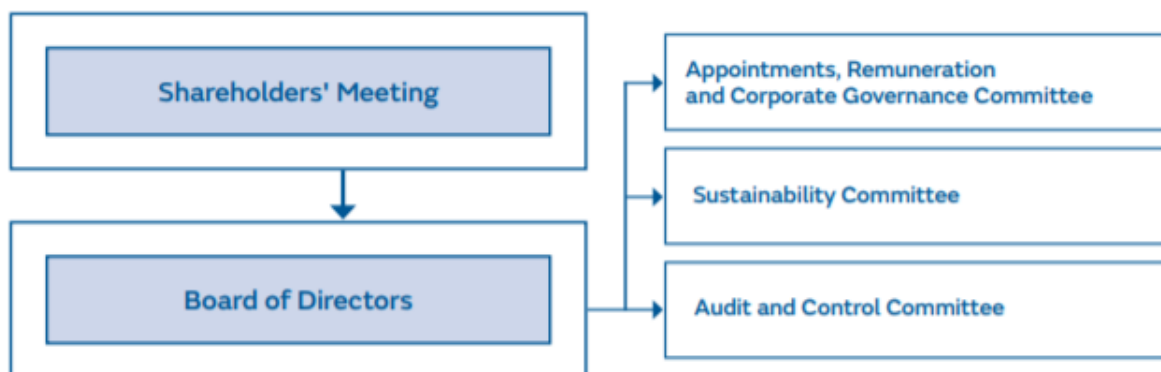 Shareholders' Meeting
Board of Directors
Appointments, Remuneration
and Corporate Governance Committee
Sustainability Committee
Audit and Control Committee